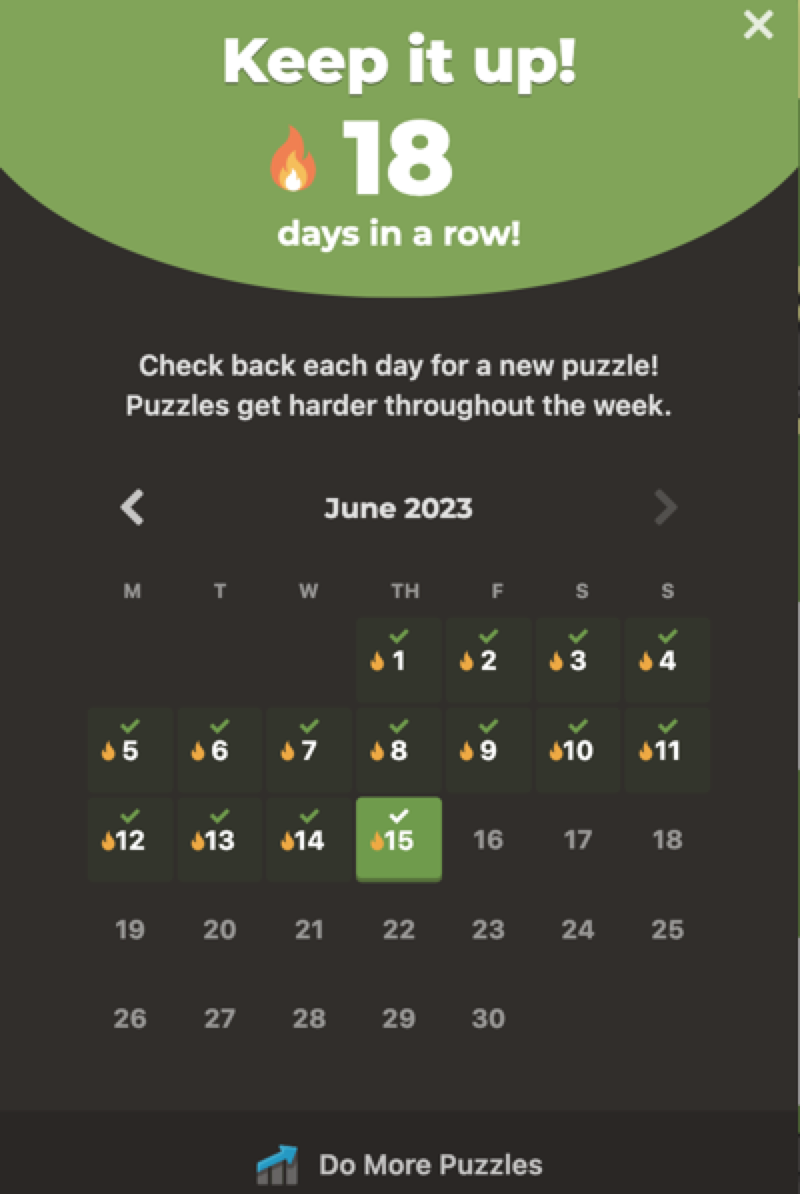 Keep it up!
18
days in a row!
Check back each day for a new puzzle!
Puzzles get harder throughout the week.
June 2023
M T W TH F S S
1 2 3 4
5 6 7 8 9 10 11
12 13 14 15 16 17 18
19 20 21 22 23 24 25
26 27 28 29 30
Do More Puzzles